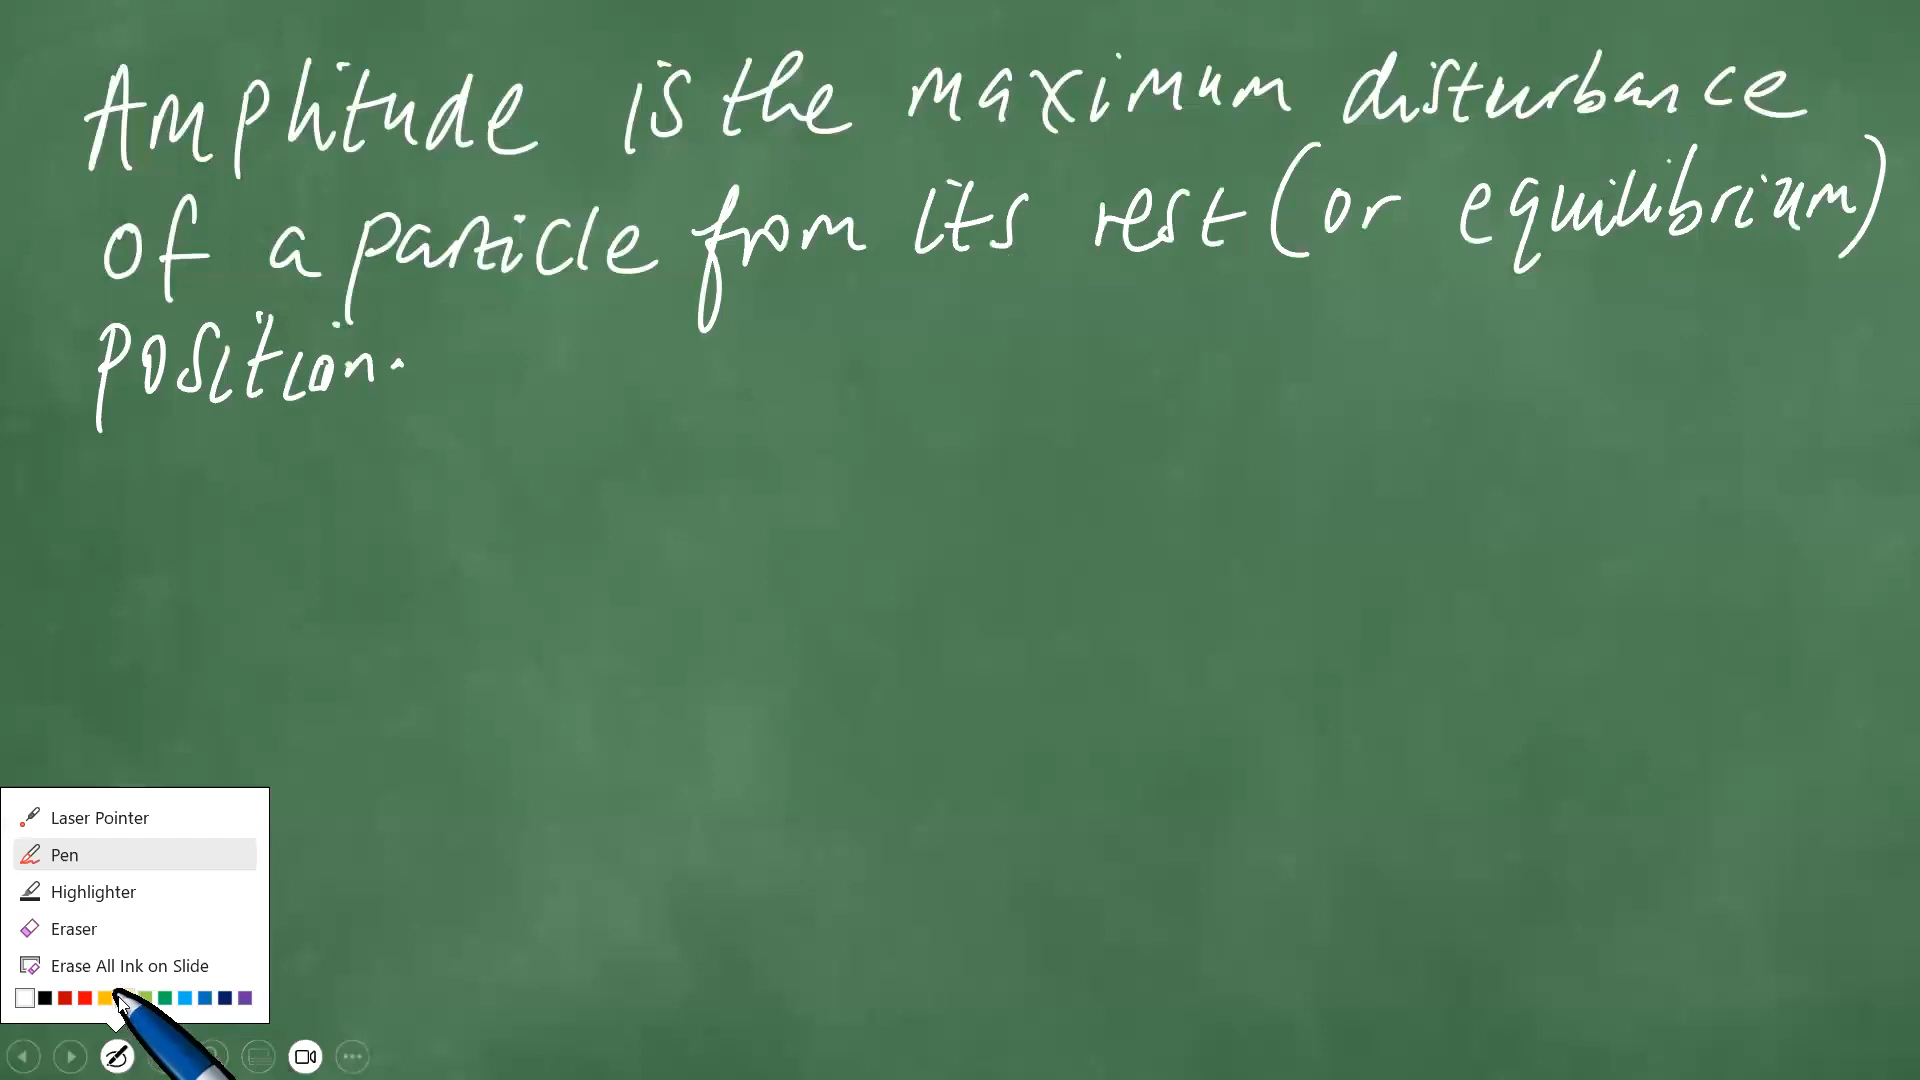 Amplitude is the maximum disturbance
of a particle from its rest (or equilibrium)
position.
Laser Pointer
Pen
Highlighter
Eraser
Erase All Ink on Slide